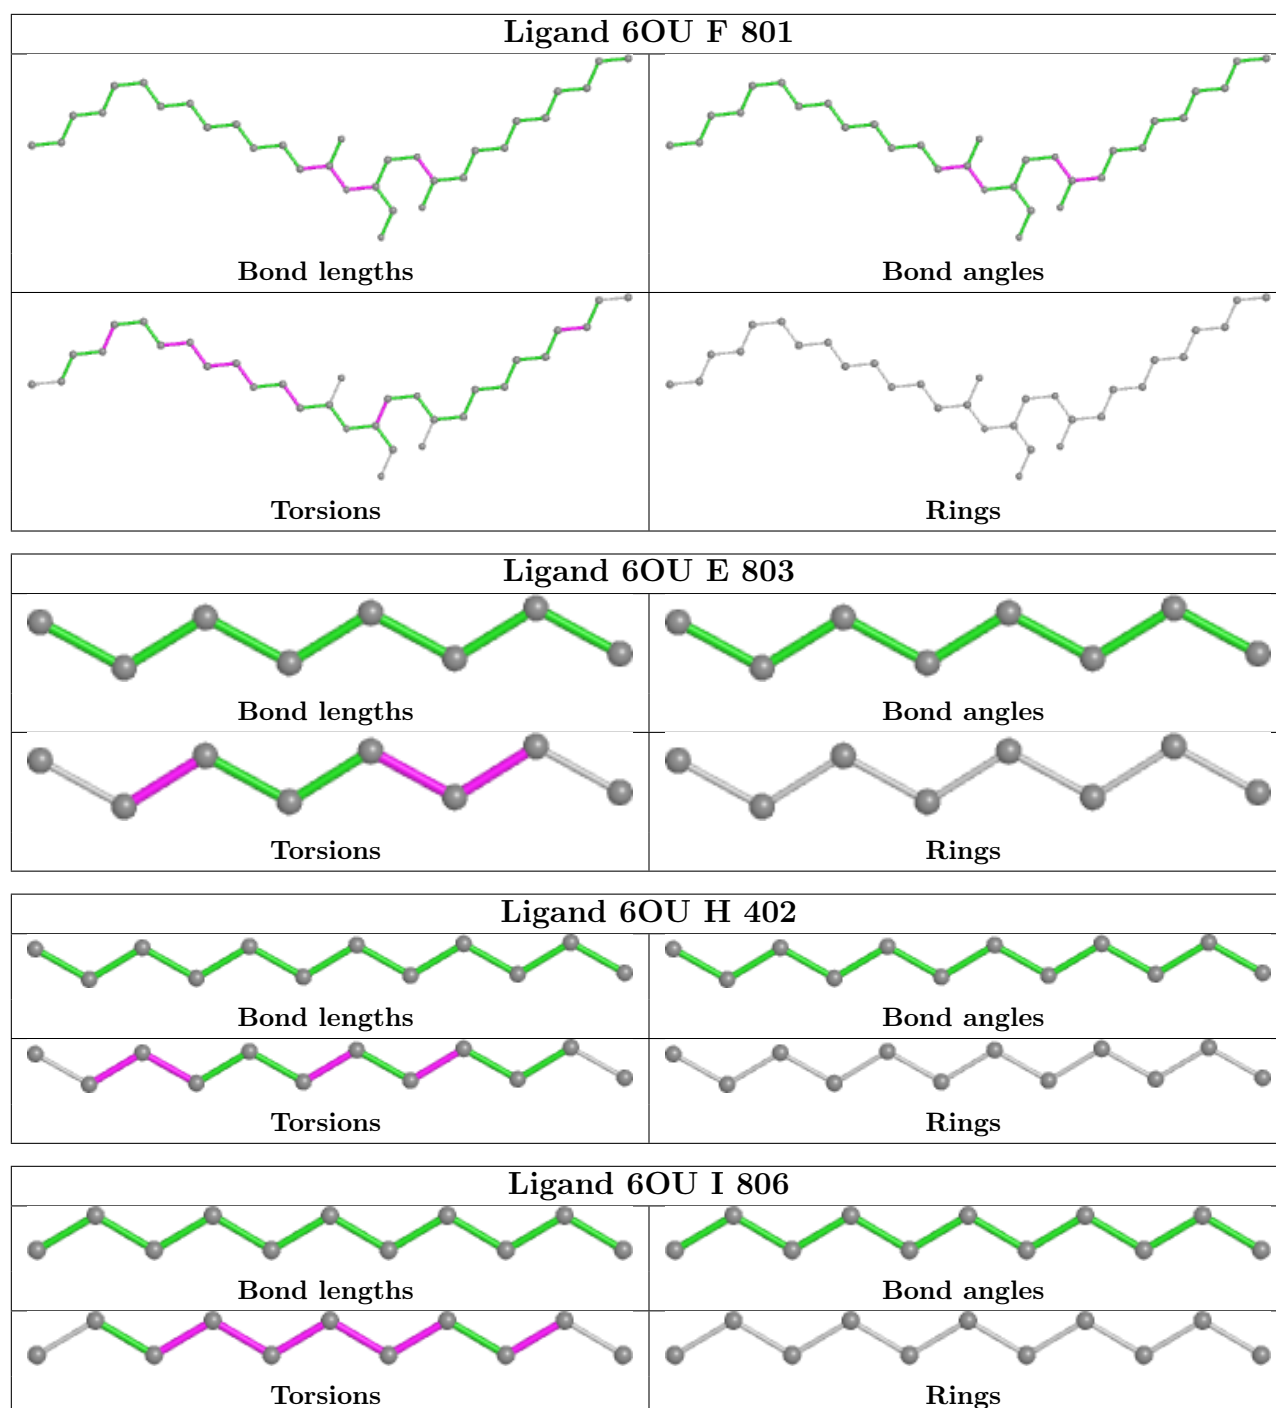 Ligand 6OU F 801
Bond lengths Bond angles
Torsions Rings
Ligand 6OU E 803
Bond lengths Bond angles
Torsions Rings
Ligand 6OU H 402
Bond lengths Bond angles
Torsions Rings
Ligand 6OU I 806
Bond lengths Bond angles
Torsions Rings